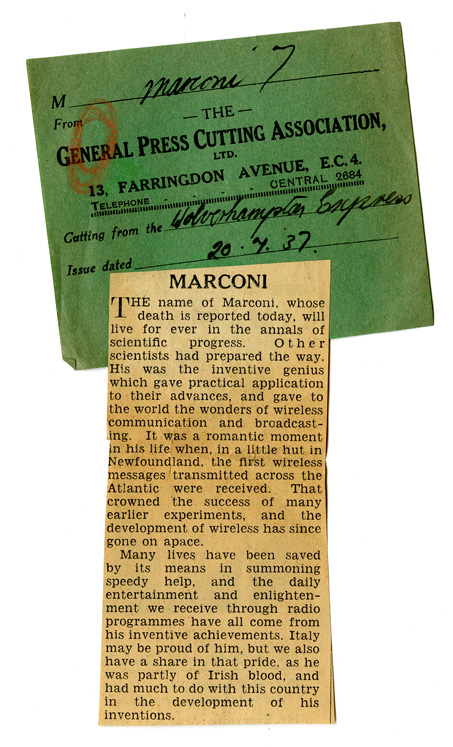 M Marconi 7
From
— THE —
GENERAL PRESS CUTTING ASSOCIATION,
LTD.
13, FARRINGDON AVENUE, E.C.4.
TELEPHONE - - - CENTRAL 2684
Cutting from the Wolverhampton Express
Issue dated 20.7.37.
MARCONI
THE name of Marconi, whose
death is reported today, will
live for ever in the annals of
scientific progress. Other
scientists had prepared the way.
His was the inventive genius
which gave practical application
to their advances, and gave to
the world the wonders of wireless
communication and broadcast-
ing. It was a romantic moment
in his life when, in a little hut in
Newfoundland, the first wireless
messages transmitted across the
Atlantic were received. That
crowned the success of many
earlier experiments, and the
development of wireless has since
gone on apace.
Many lives have been saved
by its means in summoning
speedy help, and the daily
entertainment and enlighten-
ment we receive through radio
programmes have all come from
his inventive achievements. Italy
may be proud of him, but we also
have a share in that pride, as he
was partly of Irish blood, and
had much to do with this country
in the development of his
inventions.